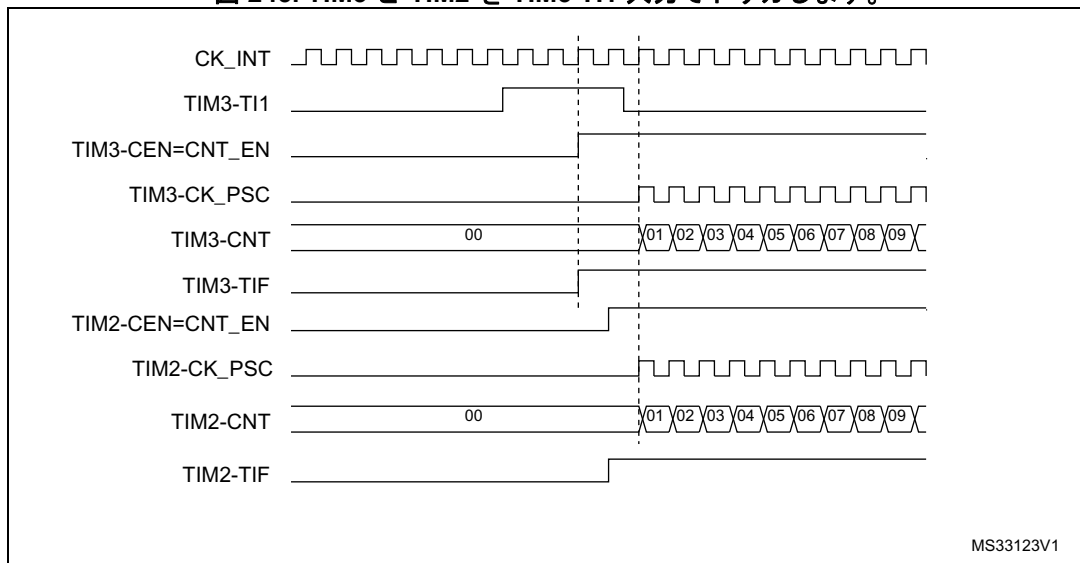 CK_INT
TIM3-TI1
TIM3-CEN=CNT_EN
TIM3-CK_PSC
TIM3-CNT 00 01 02 03 04 05 06 07 08 09
TIM3-TIF
TIM2-CEN=CNT_EN
TIM2-CK_PSC
TIM2-CNT 00 01 02 03 04 05 06 07 08 09
TIM2-TIF
MS33123V1